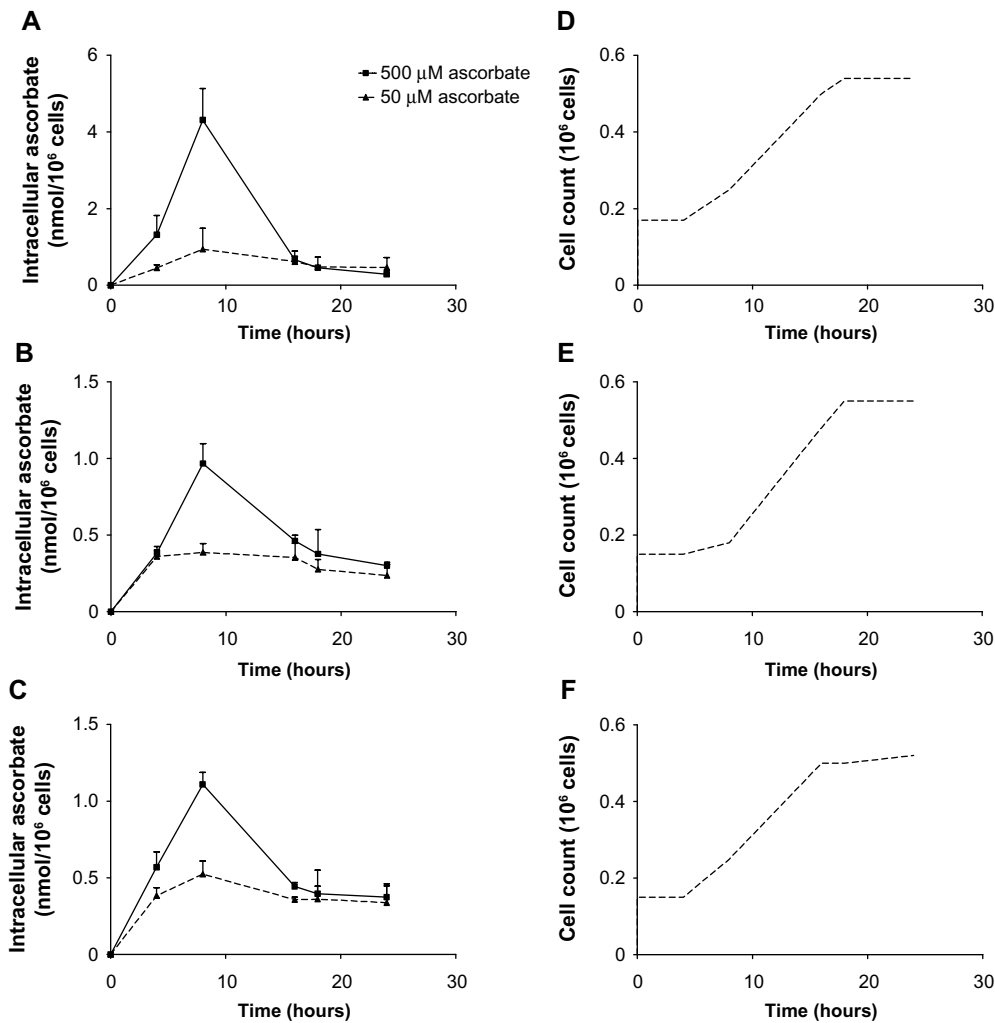 A
Intracellular ascorbate
(nmol/10⁶ cells)
6
4
2
0
0
10
20
30
Time (hours)
500 μM ascorbate
50 μM ascorbate
D
Cell count (10⁶ cells)
0.6
0.4
0.2
0
0
10
20
30
Time (hours)
B
Intracellular ascorbate
(nmol/10⁶ cells)
1.5
1.0
0.5
0
0
10
20
30
Time (hours)
E
Cell count (10⁶ cells)
0.6
0.4
0.2
0
0
10
20
30
Time (hours)
C
Intracellular ascorbate
(nmol/10⁶ cells)
1.5
1.0
0.5
0
0
10
20
30
Time (hours)
F
Cell count (10⁶ cells)
0.6
0.4
0.2
0
0
10
20
30
Time (hours)